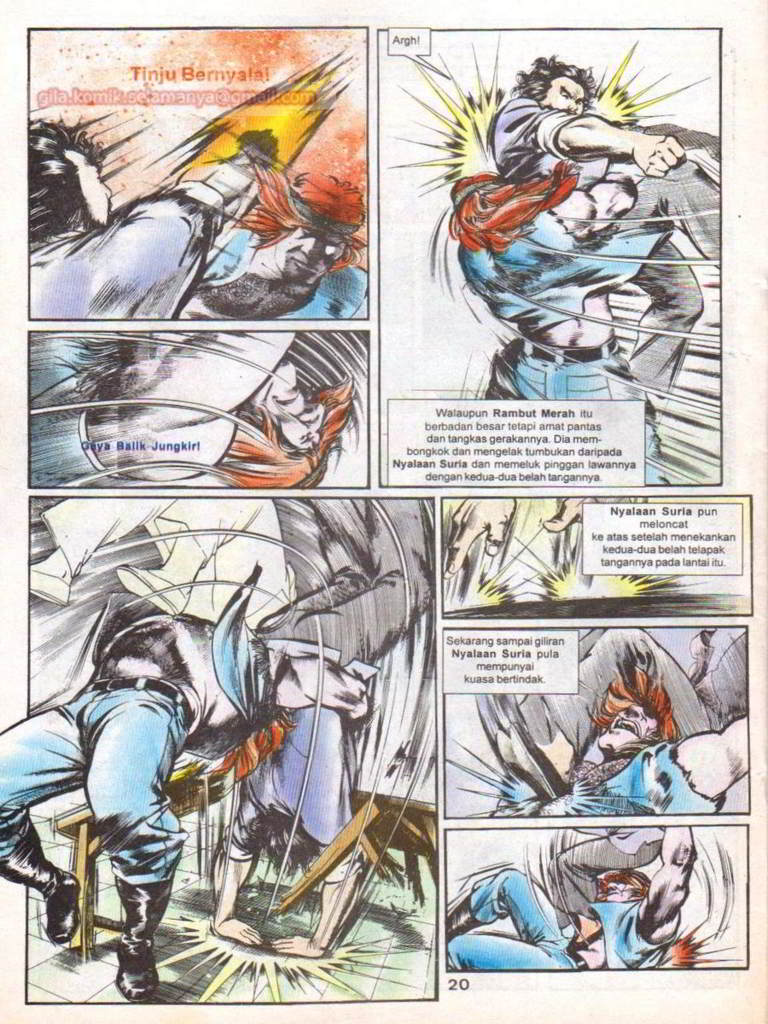 Tinju Bernyala!
gila.komik.selamanya@gmail.com
Argh!
Walaupun Rambut Merah itu
berbadan besar tetapi amat pantas
dan tangkas gerakannya. Dia mem-
bongkok dan mengelak tumbukan daripada
Nyalaan Suria dan memeluk pinggan lawannya
dengan kedua-dua belah tangannya.
Gaya Balik Jungkir!
Nyalaan Suria pun
meloncat
ke atas setelah menekankan
kedua-dua belah telapak
tangannya pada lantai itu.
Sekarang sampai giliran
Nyalaan Suria pula
mempunyai
kuasa bertindak.
20